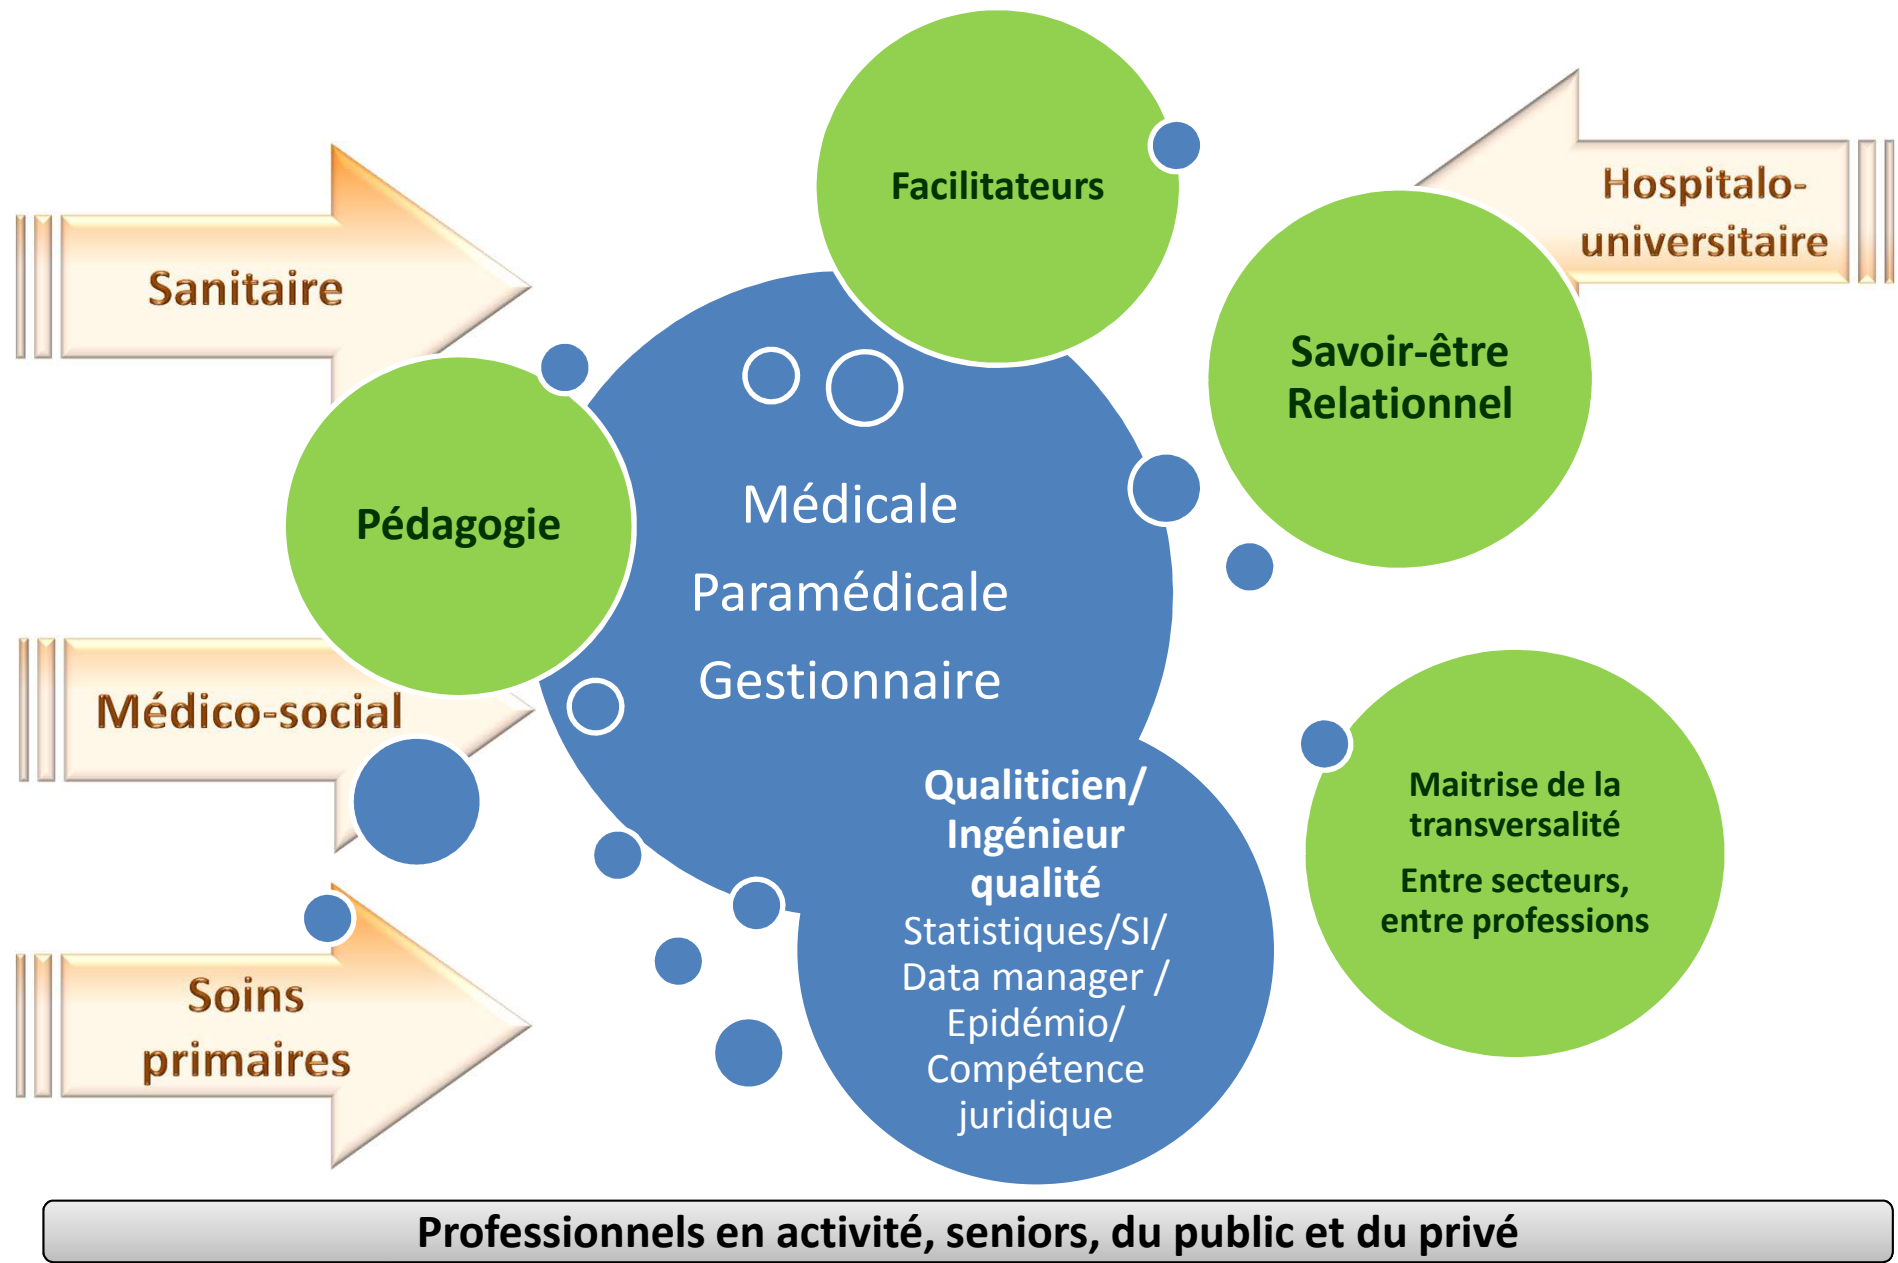 Facilitateurs
Hospitalo-
universitaire
Sanitaire
Savoir-être
Relationnel
Pédagogie
Médicale
Paramédicale
Gestionnaire
Médico-social
Qualiticien/
Ingénieur
qualité
Statistiques/SI/
Data manager /
Epidémio/
Compétence
juridique
Maitrise de la
transversalité
Entre secteurs,
entre professions
Soins
primaires
Professionnels en activité, seniors, du public et du privé